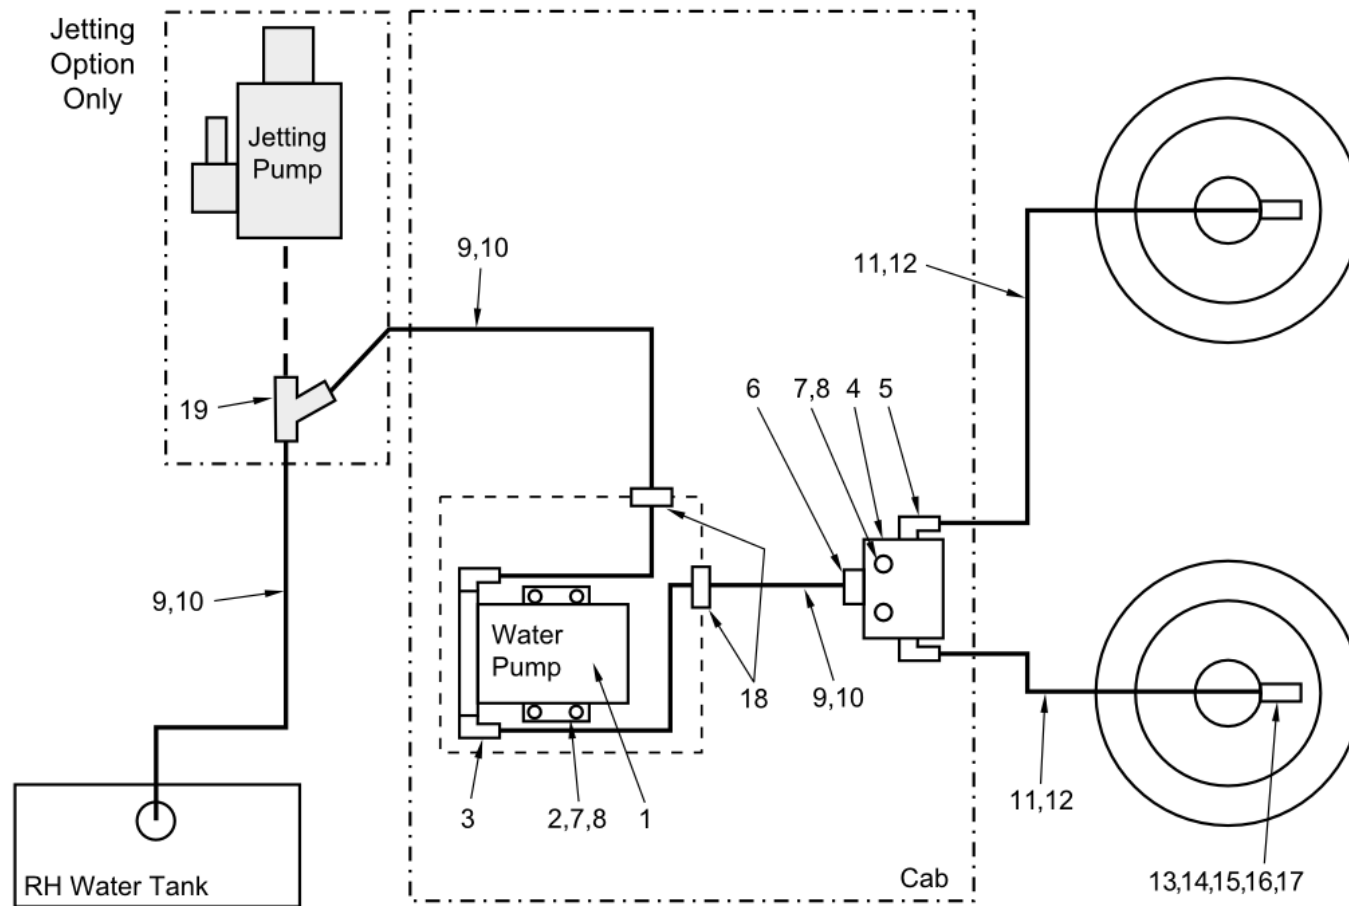 Jetting
Option
Only
Jetting
Pump
9,10
11,12
19
6
7,8
4
5
9,10
Water
Pump
18
9,10
3
2,7,8
1
11,12
RH Water Tank
Cab
13,14,15,16,17